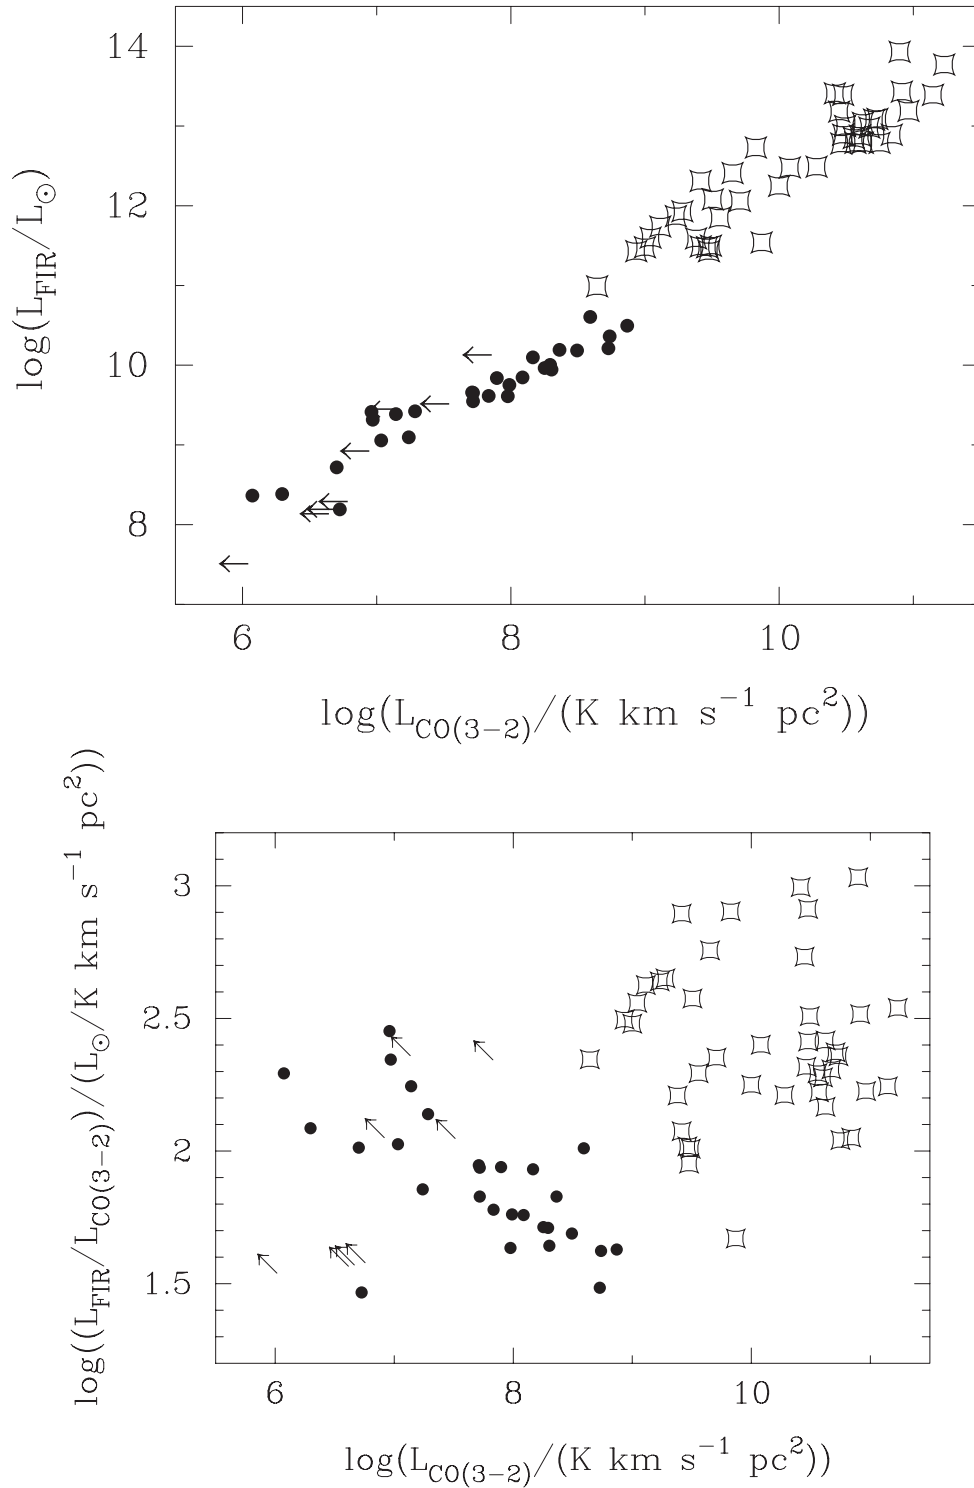 14
12
10
8
log(L_FIR/L_⊙)
6 8 10
log(L_CO(3−2)/(K km s^−1 pc^2))
3
2.5
2
1.5
log((L_FIR/L_CO(3−2))/(L_⊙/K km s^−1 pc^2))
6 8 10
log(L_CO(3−2)/(K km s^−1 pc^2))